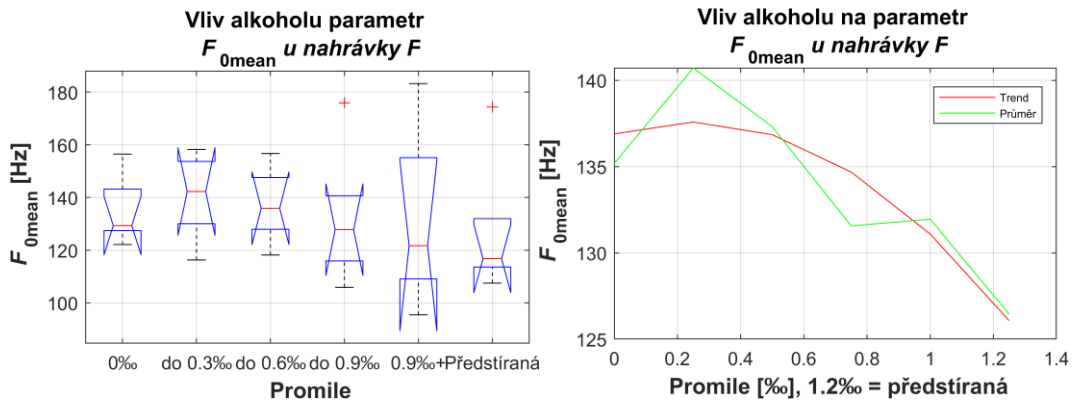 Vliv alkoholu parametr
F0mean u nahrávky F
F0mean [Hz]
180
160
140
120
100
0‰
do 0.3‰
do 0.6‰
do 0.9‰
0.9‰+
Předstíraná
Promile
Vliv alkoholu na parametr
F0mean u nahrávky F
F0mean [Hz]
140
135
130
125
0
0.2
0.4
0.6
0.8
1
1.2
1.4
Trend
Průměr
Promile [‰], 1.2‰ = předstíraná